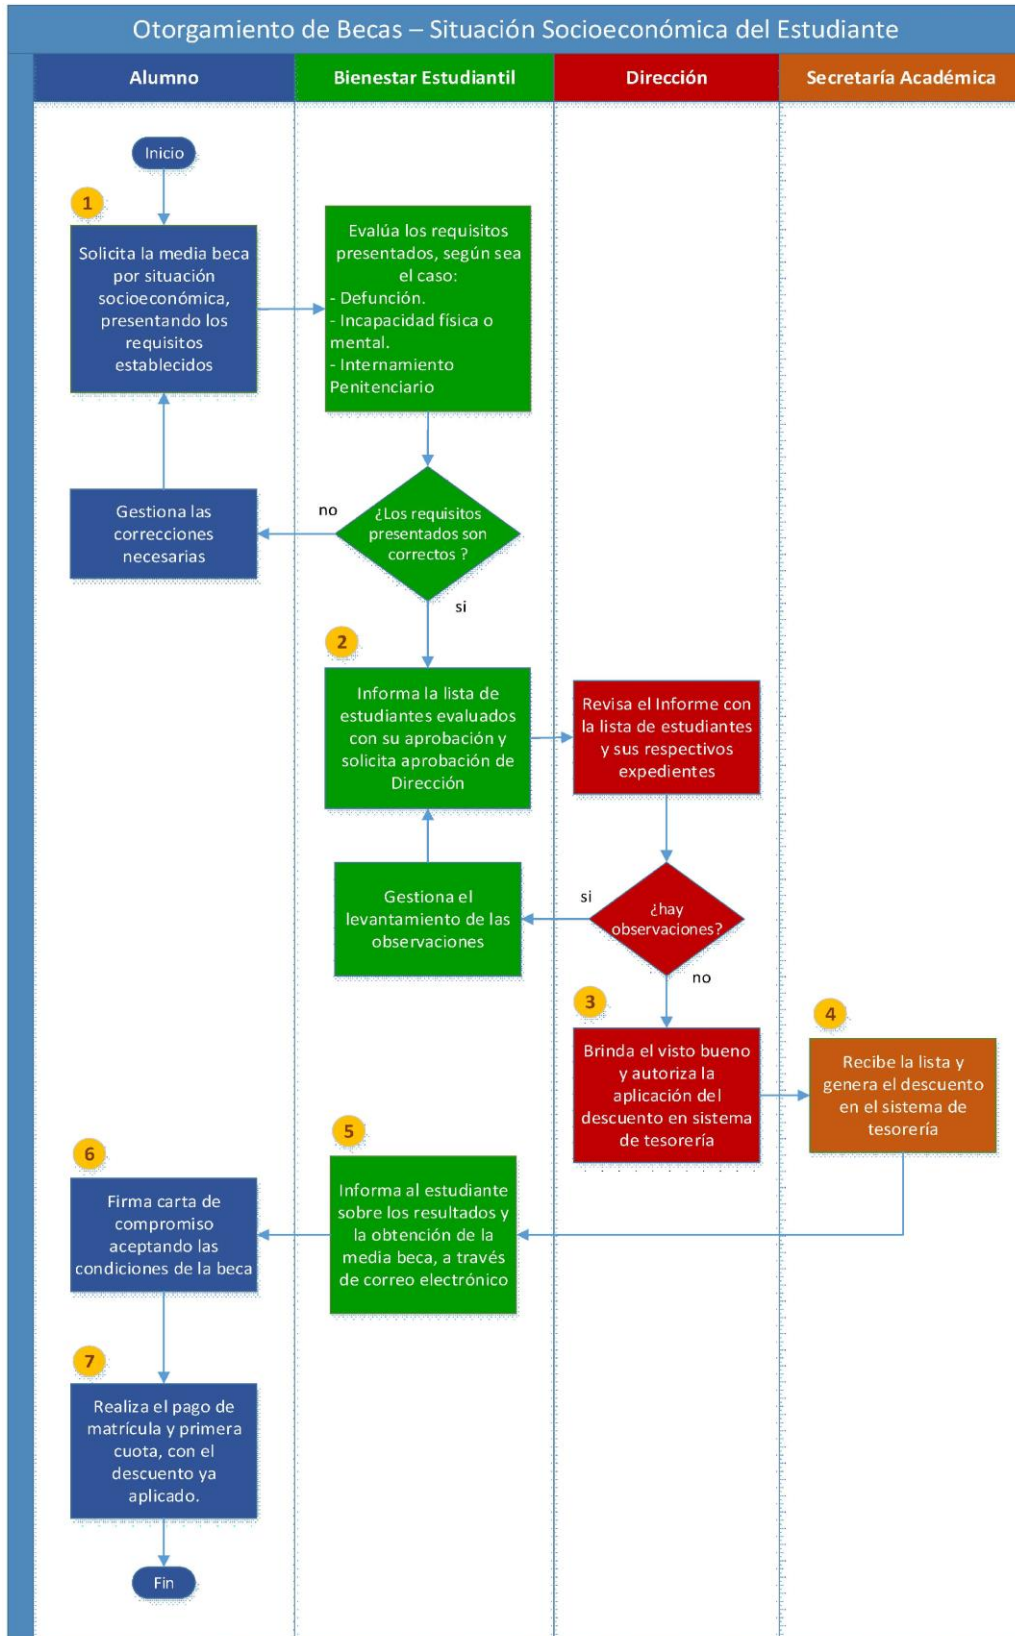 Otorgamiento de Becas – Situación Socioeconómica del Estudiante
Alumno
Bienestar Estudiantil
Dirección
Secretaría Académica
Inicio
1
Solicita la media beca
por situación
socioeconómica,
presentando los
requisitos
establecidos
Evalúa los requisitos
presentados, según sea
el caso:
- Defunción.
- Incapacidad física o
mental.
- Internamiento
Penitenciario
¿Los requisitos
presentados son
correctos ?
no
Gestiona las
correcciones
necesarias
si
2
Informa la lista de
estudiantes evaluados
con su aprobación y
solicita aprobación de
Dirección
Revisa el Informe con
la lista de estudiantes
y sus respectivos
expedientes
¿hay
observaciones?
si
Gestiona el
levantamiento de las
observaciones
no
3
Brinda el visto bueno
y autoriza la
aplicación del
descuento en sistema
de tesorería
4
Recibe la lista y
genera el descuento
en el sistema de
tesorería
5
Informa al estudiante
sobre los resultados y
la obtención de la
media beca, a través
de correo electrónico
6
Firma carta de
compromiso
aceptando las
condiciones de la beca
7
Realiza el pago de
matrícula y primera
cuota, con el
descuento ya
aplicado.
Fin